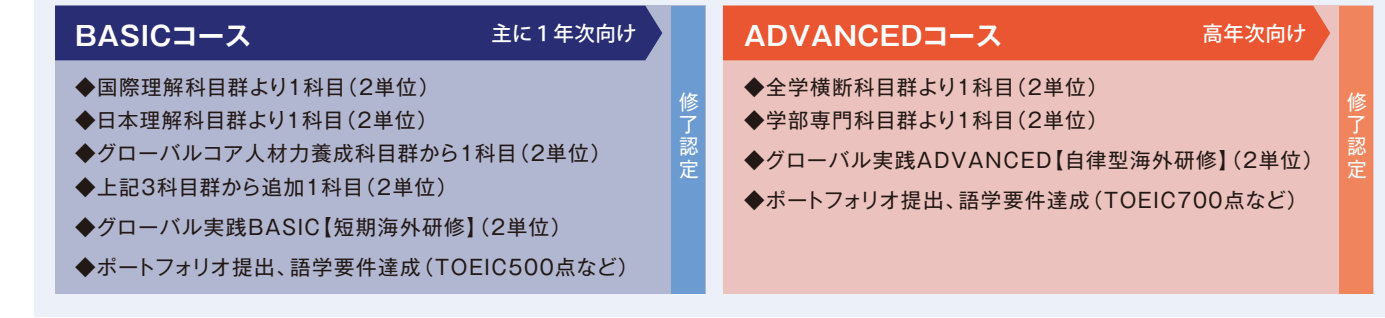 BASICコース 主に1年次向け
◆国際理解科目群より1科目(2単位)
◆日本理解科目群より1科目(2単位)
◆グローバルコア人材力養成科目群から1科目(2単位)
◆上記3科目群から追加1科目(2単位)
◆グローバル実践BASIC【短期海外研修】(2単位)
◆ポートフォリオ提出、語学要件達成(TOEIC500点など)
修了認定
ADVANCEDコース 高年次向け
◆全学横断科目群より1科目(2単位)
◆学部専門科目群より1科目(2単位)
◆グローバル実践ADVANCED【自律型海外研修】(2単位)
◆ポートフォリオ提出、語学要件達成(TOEIC700点など)
修了認定